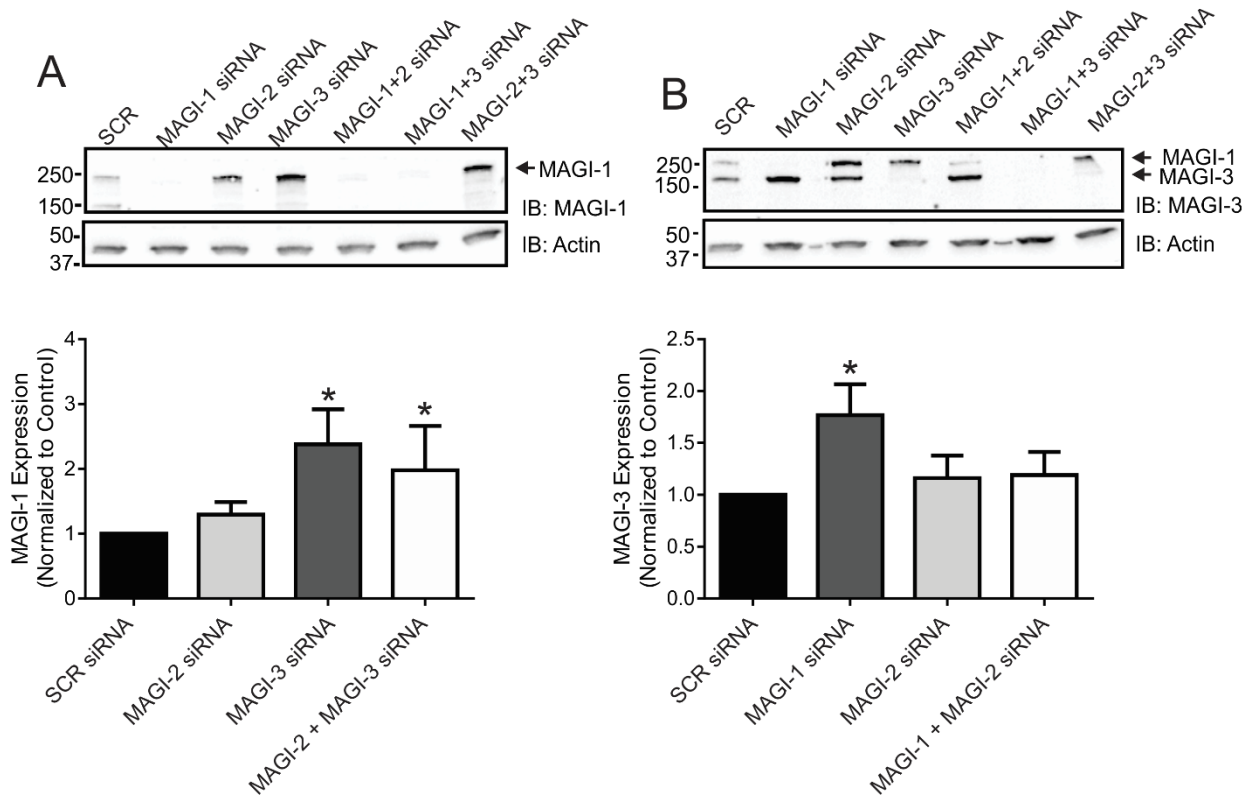 A
SCR
MAGI-1 siRNA
MAGI-2 siRNA
MAGI-3 siRNA
MAGI-1+2 siRNA
MAGI-1+3 siRNA
MAGI-2+3 siRNA
250-
150-
MAGI-1
IB: MAGI-1
50-
37-
IB: Actin
MAGI-1 Expression
(Normalized to Control)
4
3
2
1
0
*
*
SCR siRNA
MAGI-2 siRNA
MAGI-3 siRNA
MAGI-2 + MAGI-3 siRNA
B
SCR
MAGI-1 siRNA
MAGI-2 siRNA
MAGI-3 siRNA
MAGI-1+2 siRNA
MAGI-1+3 siRNA
MAGI-2+3 siRNA
250-
150-
MAGI-1
MAGI-3
IB: MAGI-3
50-
37-
IB: Actin
MAGI-3 Expression
(Normalized to Control)
2.5
2.0
1.5
1.0
0.5
0.0
*
SCR siRNA
MAGI-1 siRNA
MAGI-2 siRNA
MAGI-1 + MAGI-2 siRNA